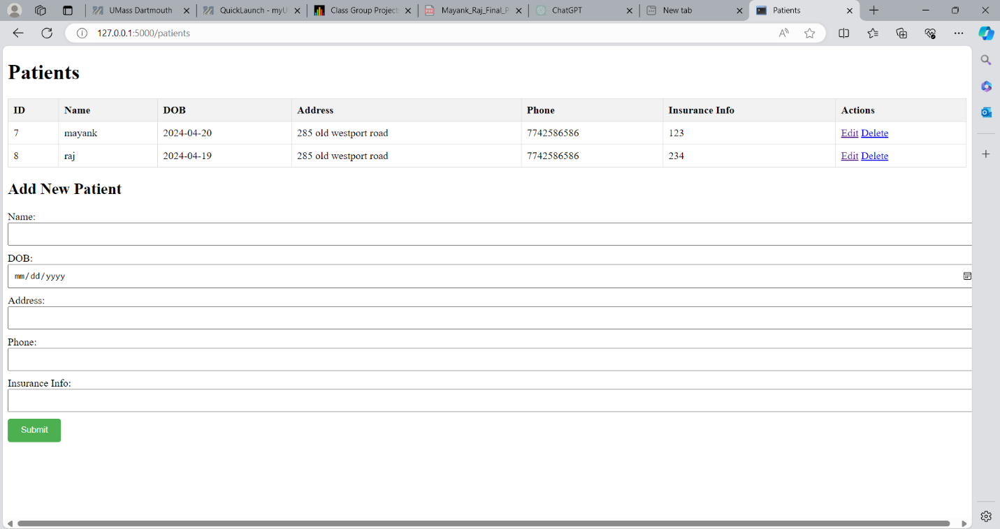 UMass Dartmouth
QuickLaunch - myU
Class Group Project
Mayank_Raj_Final_P
ChatGPT
New tab
Patients
127.0.0.1:5000/patients
Patients
ID Name DOB Address Phone Insurance Info Actions
7 mayank 2024-04-20 285 old westport road 7742586586 123 Edit Delete
8 raj 2024-04-19 285 old westport road 7742586586 234 Edit Delete
Add New Patient
Name:
DOB:
mm/dd/yyyy
Address:
Phone:
Insurance Info:
Submit